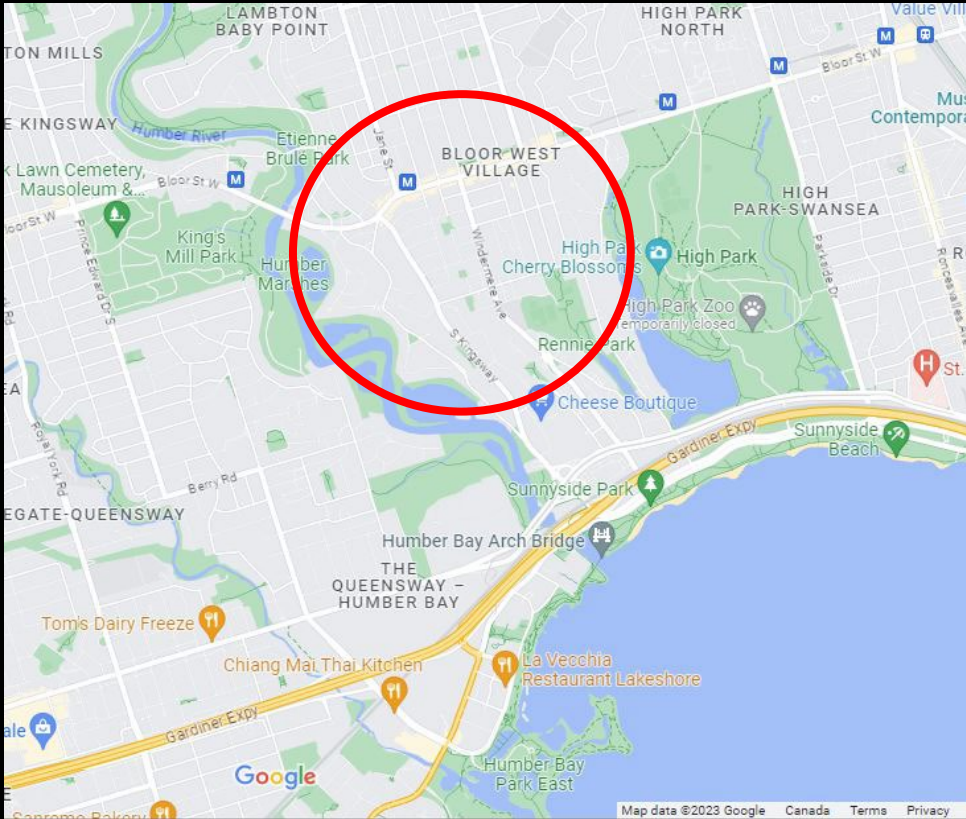 LAMBTON
BABY POINT
HIGH PARK
NORTH
Value Vill
TON MILLS
M
M
Bloor St W
M
Mus
Contempora
E KINGSWAY
Humber River
Jane St
Etienne
Brulé Park
BLOOR WEST
VILLAGE
k Lawn Cemetery,
Mausoleum &...
Bloor St W
M
M
HIGH
PARK-SWANSEA
loor St W
Prince Edward Dr S
King's
Mill Park
Humber
Marshes
Windermere Ave
High Park
Cherry Blossoms
High Park
Parkside Dr
Roncesvalles Av
R
High Park Zoo
Temporarily closed
S Kingsway
Rennie Park
H
St.
EA
Cheese Boutique
Gardiner Expy
Sunnyside
Beach
Royal York Rd
Berry Rd
Sunnyside Park
EGATE-QUEENSWAY
Humber Bay Arch Bridge
THE
QUEENSWAY –
HUMBER BAY
Tom's Dairy Freeze
Chiang Mai Thai Kitchen
La Vecchia
Restaurant Lakeshore
ale
Gardiner Expy
Google
Humber Bay
Park East
E
Sanremo Bakery
Map data ©2023 Google Canada Terms Privacy